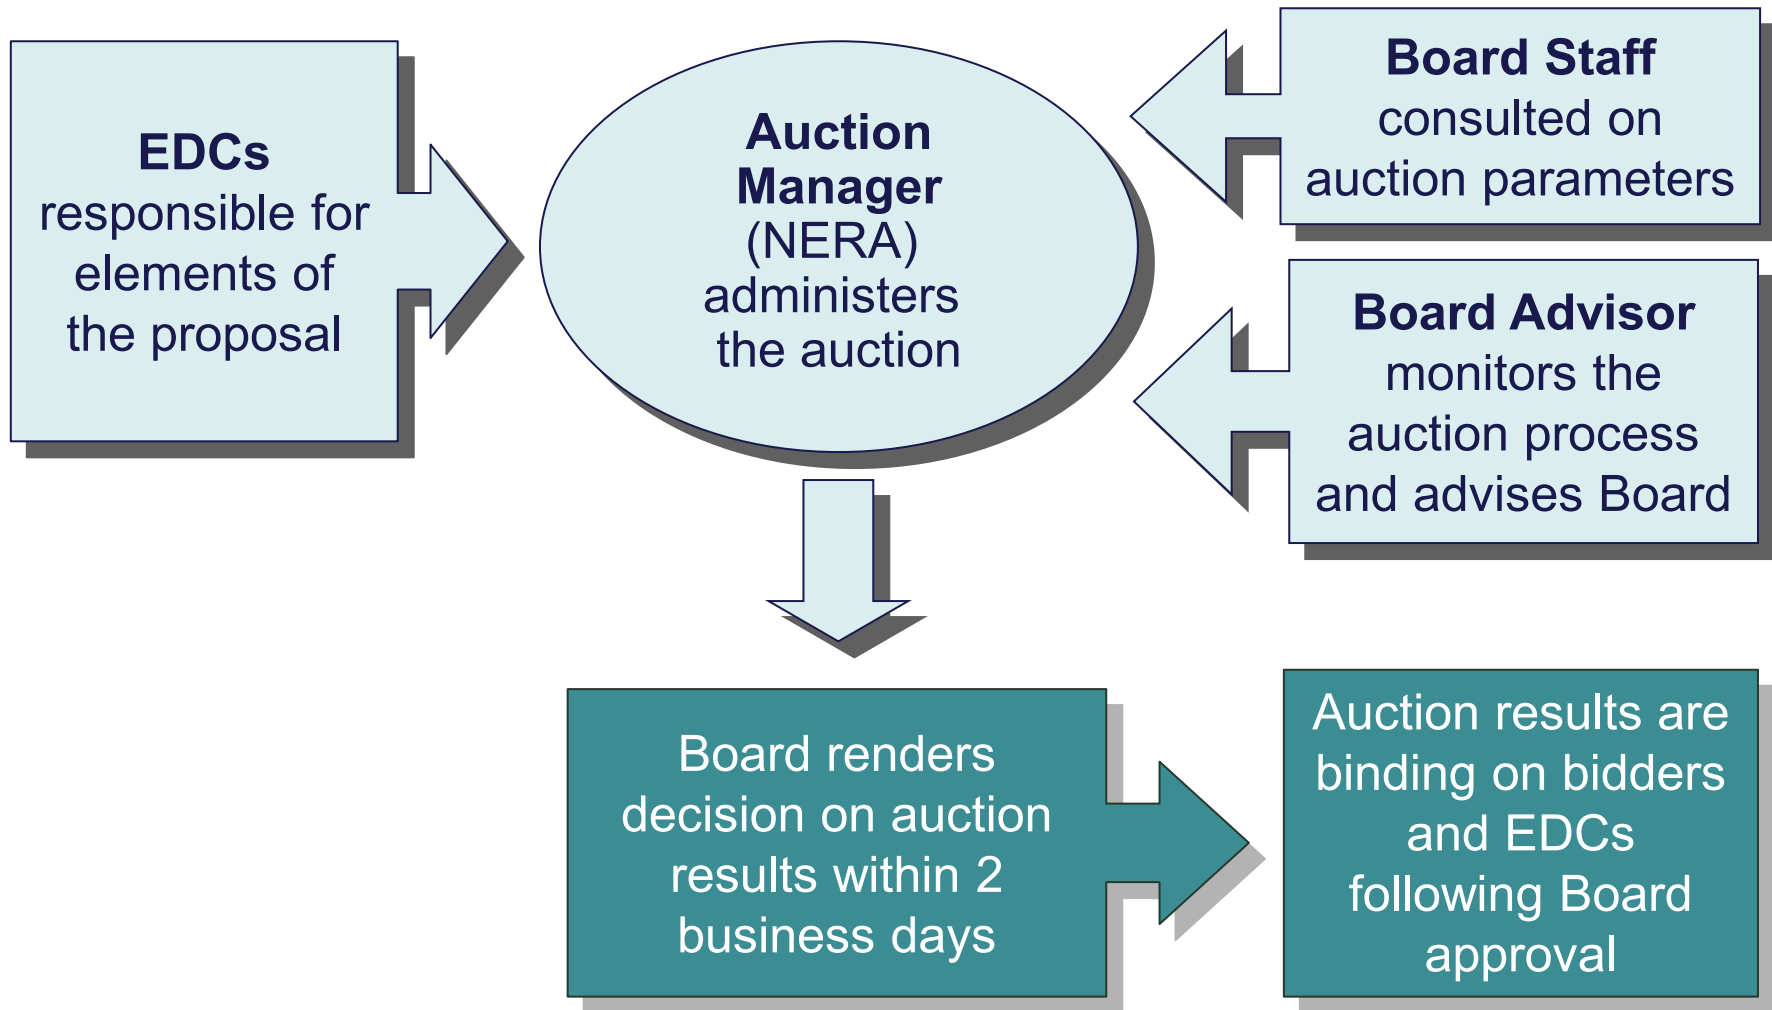 EDCs
responsible for
elements of
the proposal
Auction
Manager
(NERA)
administers
the auction
Board Staff
consulted on
auction parameters
Board Advisor
monitors the
auction process
and advises Board
Board renders
decision on auction
results within 2
business days
Auction results are
binding on bidders
and EDCs
following Board
approval